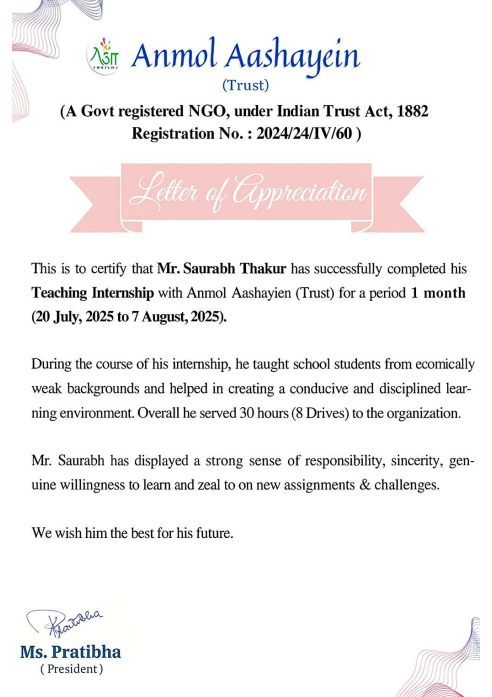 Anmol Aashayein
(Trust)
(A Govt registered NGO, under Indian Trust Act, 1882
Registration No. : 2024/24/IV/60 )
Letter of Appreciation
This is to certify that Mr. Saurabh Thakur has successfully completed his
Teaching Internship with Anmol Aashayien (Trust) for a period 1 month
(20 July, 2025 to 7 August, 2025).
During the course of his internship, he taught school students from ecomically
weak backgrounds and helped in creating a conducive and disciplined lear-
ning environment. Overall he served 30 hours (8 Drives) to the organization.
Mr. Saurabh has displayed a strong sense of responsibility, sincerity, gen-
uine willingness to learn and zeal to on new assignments & challenges.
We wish him the best for his future.
Pratibha
Ms. Pratibha
( President )